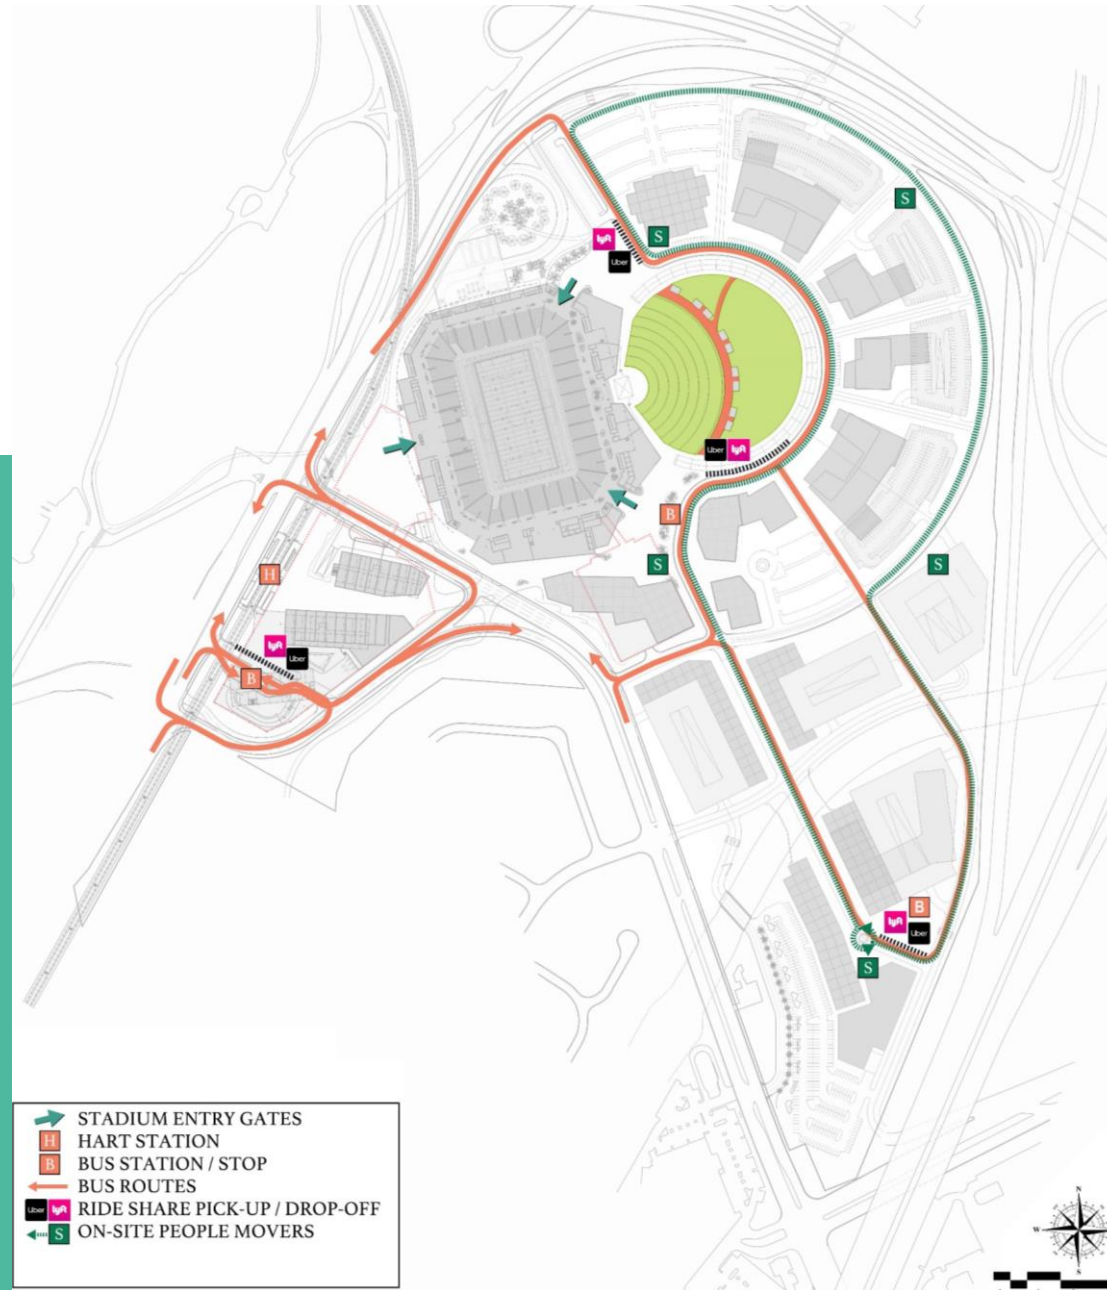 S
lyft
S
Uber
Uber lyft
B
S
S
H
lyft
Uber
B
B
lyft
Uber
S
STADIUM ENTRY GATES
H HART STATION
B BUS STATION / STOP
BUS ROUTES
Uber lyft RIDE SHARE PICK-UP / DROP-OFF
S ON-SITE PEOPLE MOVERS
N
W
S